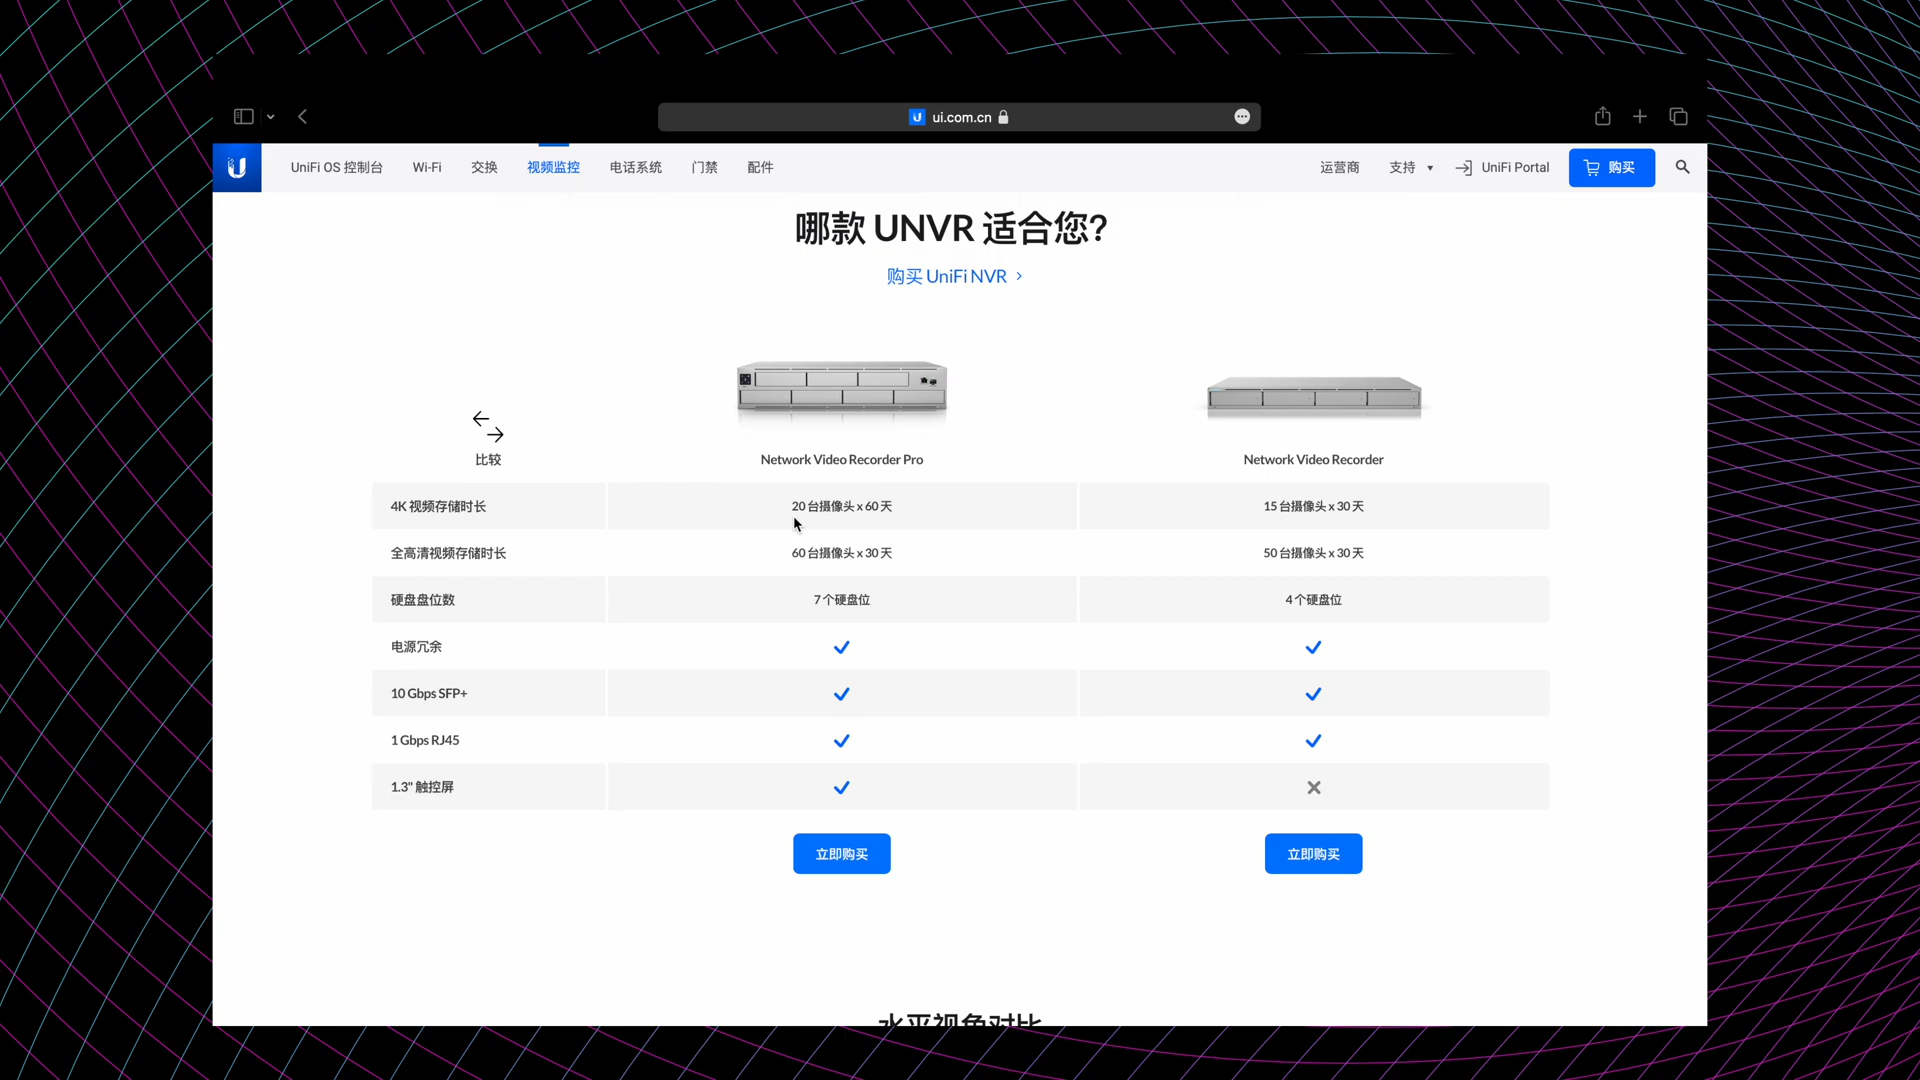 ui.com.cn
UniFi OS 控制台 Wi-Fi 交换 视频监控 电话系统 门禁 配件 运营商 支持 UniFi Portal 购买
哪款 UNVR 适合您?
购买 UniFi NVR
比较 Network Video Recorder Pro Network Video Recorder
4K 视频存储时长 20 台摄像头 x 60 天 15 台摄像头 x 30 天
全高清视频存储时长 60 台摄像头 x 30 天 50 台摄像头 x 30 天
硬盘盘位数 7 个硬盘位 4 个硬盘位
电源冗余
10 Gbps SFP+
1 Gbps RJ45
1.3" 触控屏
立即购买 立即购买
水平视角对比